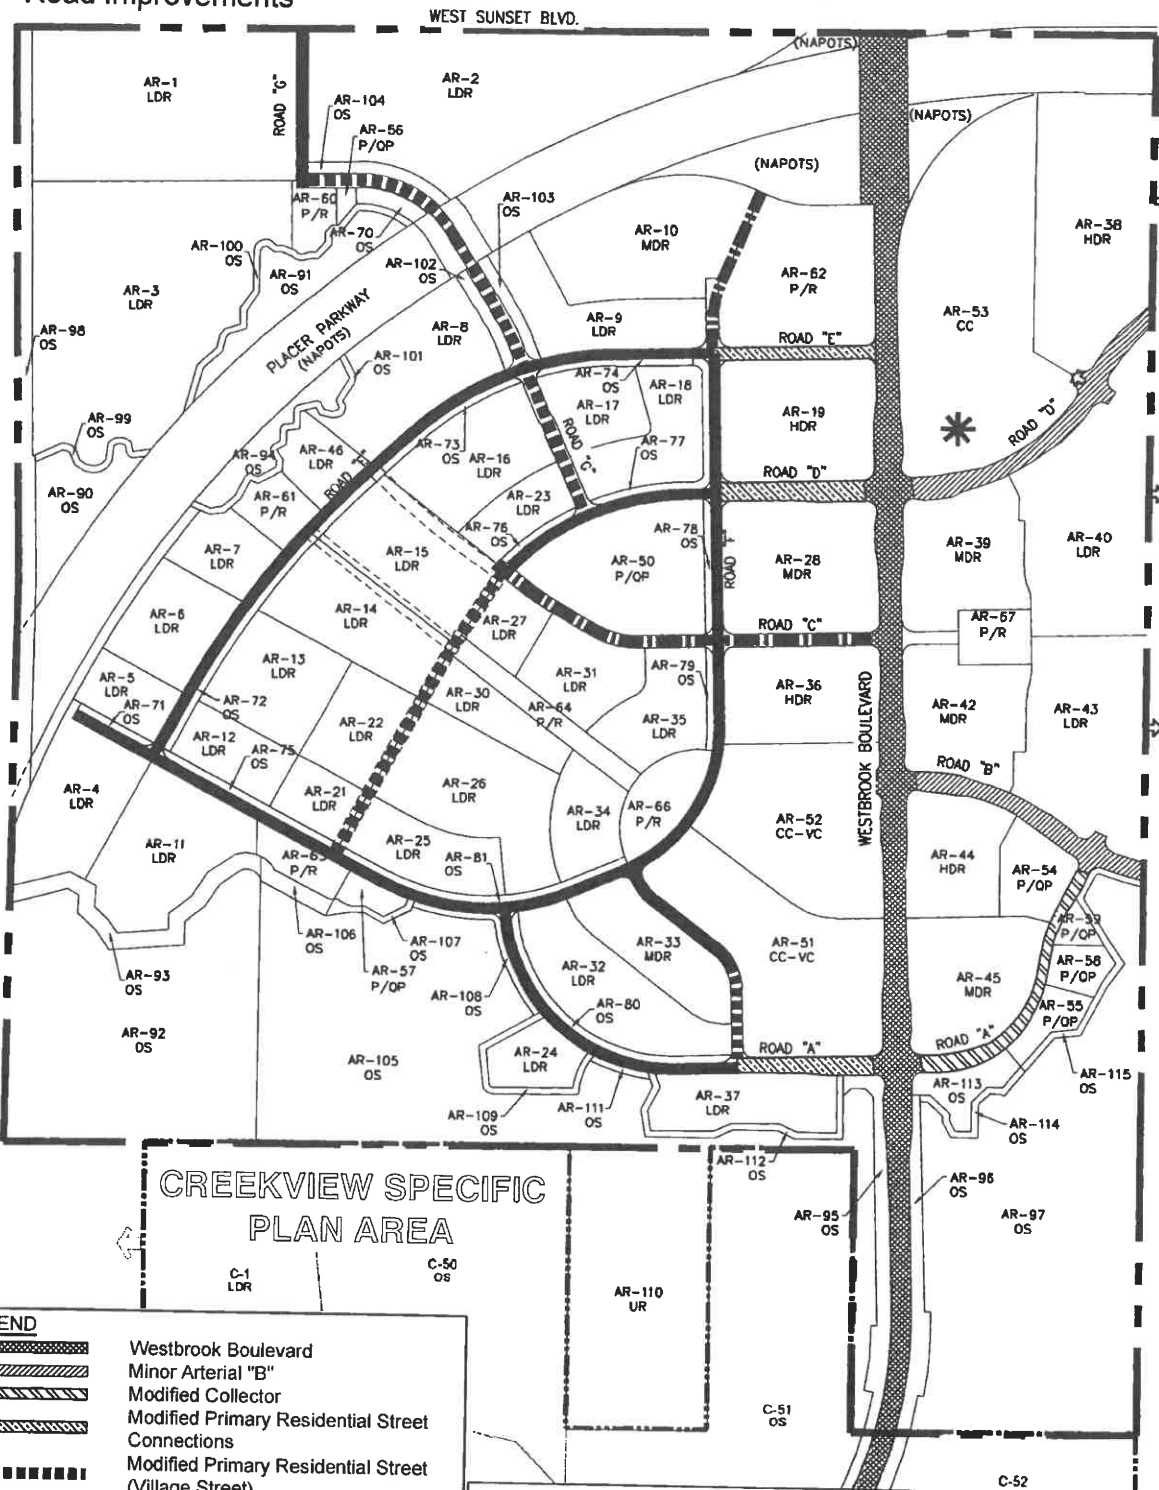 Road Improvements
WEST SUNSET BLVD.
(NAPOTS)
AR-1
LDR
ROAD "G"
AR-2
LDR
AR-104
OS
AR-56
P/QP
(NAPOTS)
(NAPOTS)
AR-60
P/R
AR-103
OS
AR-70
OS
AR-10
MDR
AR-38
HDR
AR-100
OS
AR-91
OS
AR-102
OS
AR-62
P/R
AR-3
LDR
AR-98
OS
PLACER PARKWAY
(NAPOTS)
AR-8
LDR
AR-9
LDR
AR-53
CC
ROAD "E"
AR-101
OS
AR-74
OS
AR-18
LDR
AR-17
LDR
AR-19
HDR
AR-99
OS
AR-73
OS
ROAD "G"
AR-77
OS
ROAD "D"
AR-46
LDR
AR-94
OS
ROAD "F"
AR-16
LDR
ROAD "D"
AR-90
OS
AR-61
P/R
AR-23
LDR
AR-76
OS
AR-78
OS
ROAD "F"
AR-7
LDR
AR-15
LDR
AR-50
P/QP
AR-28
MDR
AR-39
MDR
AR-40
LDR
AR-6
LDR
AR-14
LDR
AR-27
LDR
ROAD "C"
AR-67
P/R
AR-13
LDR
AR-5
LDR
AR-71
OS
AR-72
OS
AR-30
LDR
AR-31
LDR
AR-64
P/R
AR-79
OS
AR-36
HDR
WESTBROOK BOULEVARD
AR-42
MDR
AR-43
LDR
AR-22
LDR
AR-35
LDR
AR-12
LDR
AR-75
OS
ROAD "B"
AR-4
LDR
AR-21
LDR
AR-26
LDR
AR-34
LDR
AR-66
P/R
AR-52
CC-VC
AR-11
LDR
AR-25
LDR
AR-44
HDR
AR-54
P/QP
AR-63
P/R
AR-81
OS
AR-59
P/QP
AR-106
OS
AR-107
OS
AR-33
MDR
AR-51
CC-VC
AR-58
P/QP
AR-93
OS
AR-57
P/QP
AR-32
LDR
AR-45
MDR
AR-108
OS
AR-80
OS
AR-55
P/QP
AR-92
OS
AR-105
OS
AR-24
LDR
ROAD "A"
ROAD "A"
AR-109
OS
AR-111
OS
AR-37
LDR
AR-113
OS
AR-115
OS
AR-114
OS
AR-112
OS
CREEKVIEW SPECIFIC
PLAN AREA
AR-96
OS
AR-95
OS
AR-97
OS
C-1
LDR
C-50
OS
AR-110
UR
C-51
OS
C-52
END
Westbrook Boulevard
Minor Arterial "B"
Modified Collector
Modified Primary Residential Street
Connections
Modified Primary Residential Street
(Village Street)